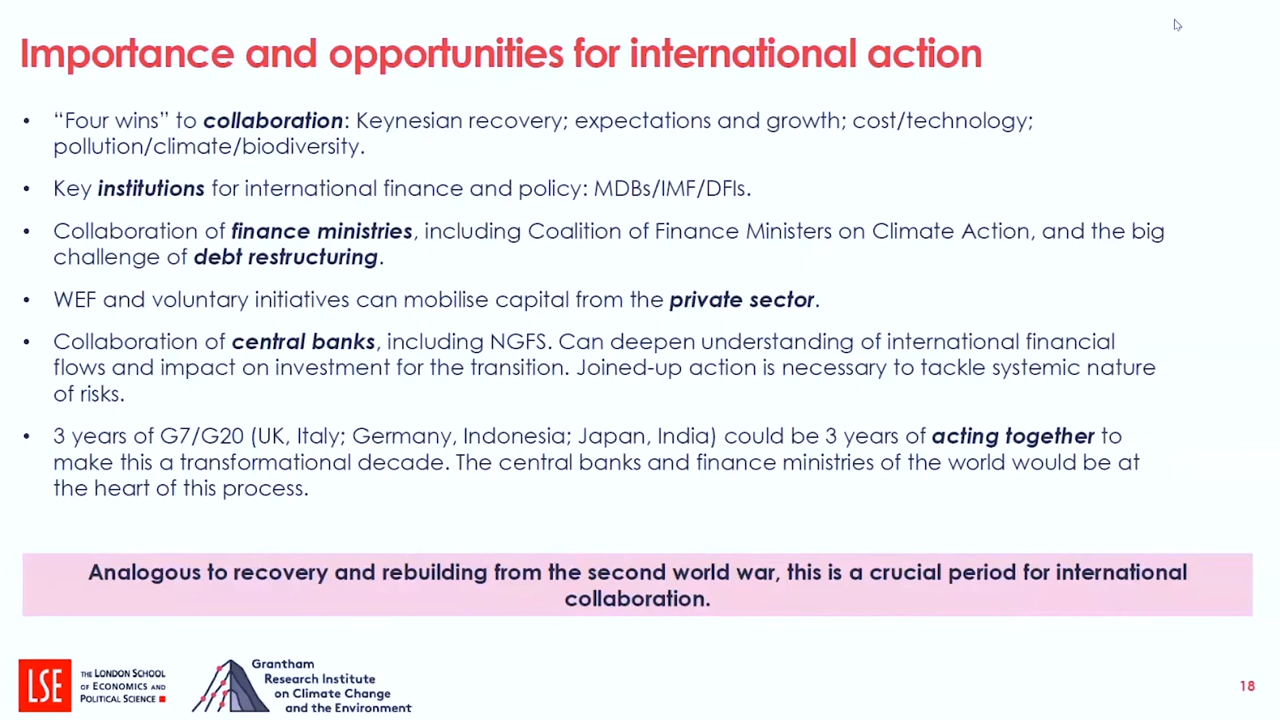 Importance and opportunities for international action
• “Four wins” to collaboration: Keynesian recovery; expectations and growth; cost/technology;
pollution/climate/biodiversity.
• Key institutions for international finance and policy: MDBs/IMF/DFIs.
• Collaboration of finance ministries, including Coalition of Finance Ministers on Climate Action, and the big
challenge of debt restructuring.
• WEF and voluntary initiatives can mobilise capital from the private sector.
• Collaboration of central banks, including NGFS. Can deepen understanding of international financial
flows and impact on investment for the transition. Joined-up action is necessary to tackle systemic nature
of risks.
• 3 years of G7/G20 (UK, Italy; Germany, Indonesia; Japan, India) could be 3 years of acting together to
make this a transformational decade. The central banks and finance ministries of the world would be at
the heart of this process.
Analogous to recovery and rebuilding from the second world war, this is a crucial period for international
collaboration.
LSE
THE LONDON SCHOOL
OF ECONOMICS AND
POLITICAL SCIENCE
Grantham
Research Institute
on Climate Change
and the Environment
18